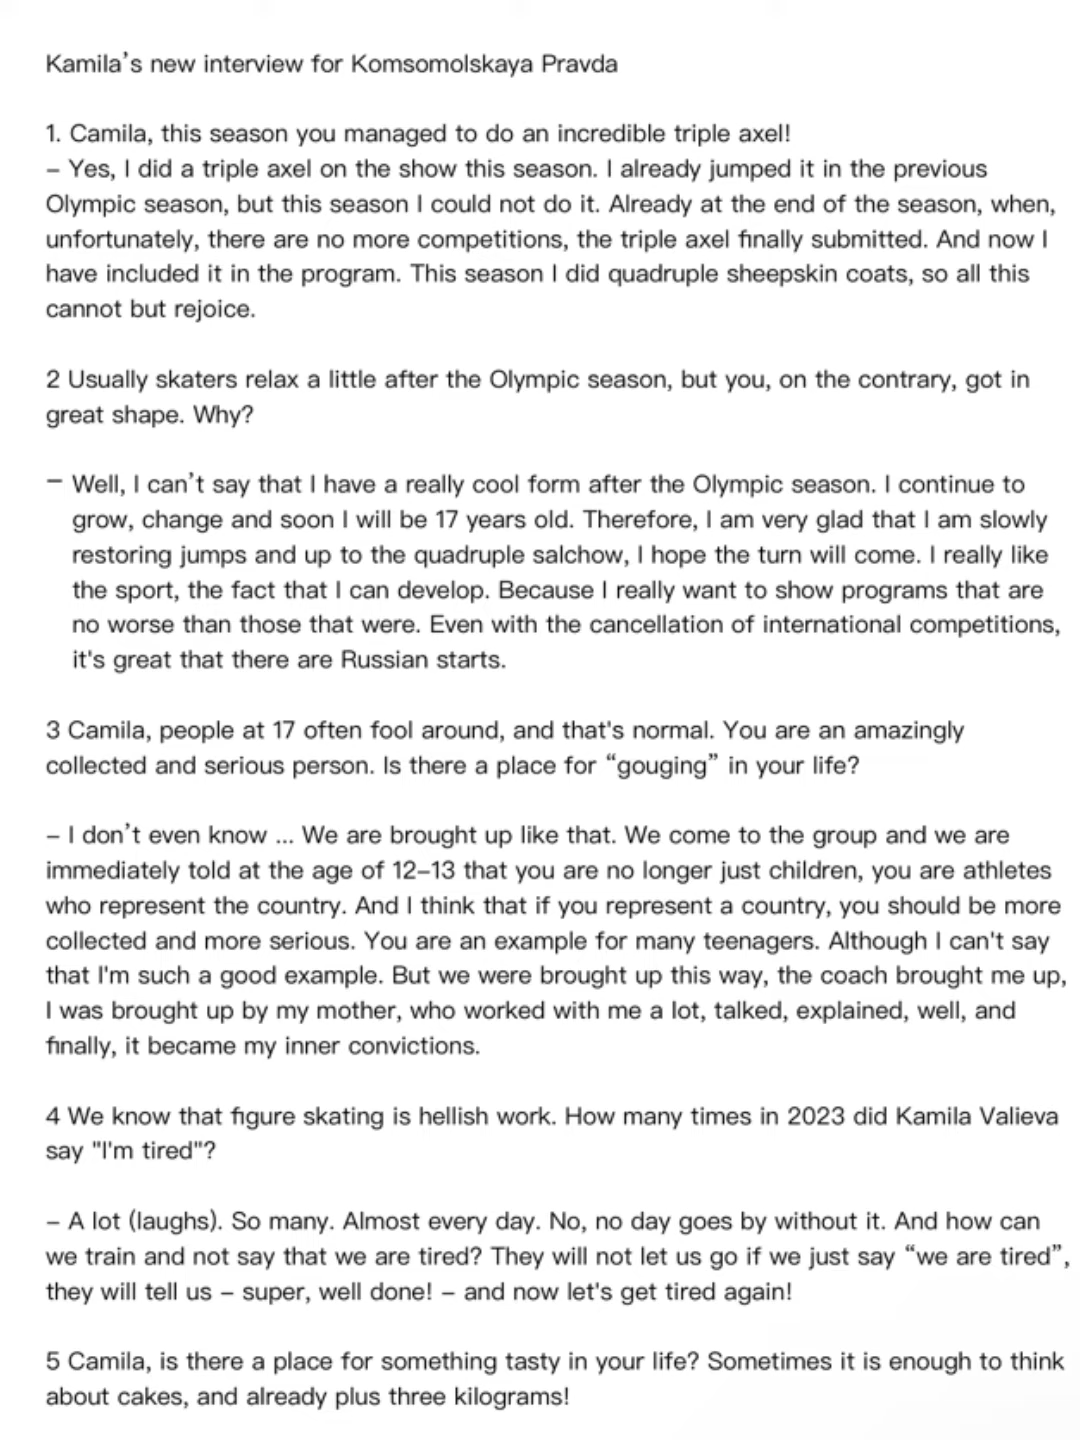 Kamila’s new interview for Komsomolskaya Pravda
1. Camila, this season you managed to do an incredible triple axel!
– Yes, I did a triple axel on the show this season. I already jumped it in the previous
Olympic season, but this season I could not do it. Already at the end of the season, when,
unfortunately, there are no more competitions, the triple axel finally submitted. And now I
have included it in the program. This season I did quadruple sheepskin coats, so all this
cannot but rejoice.
2 Usually skaters relax a little after the Olympic season, but you, on the contrary, got in
great shape. Why?
– Well, I can’t say that I have a really cool form after the Olympic season. I continue to
grow, change and soon I will be 17 years old. Therefore, I am very glad that I am slowly
restoring jumps and up to the quadruple salchow, I hope the turn will come. I really like
the sport, the fact that I can develop. Because I really want to show programs that are
no worse than those that were. Even with the cancellation of international competitions,
it's great that there are Russian starts.
3 Camila, people at 17 often fool around, and that's normal. You are an amazingly
collected and serious person. Is there a place for “gouging” in your life?
– I don’t even know ... We are brought up like that. We come to the group and we are
immediately told at the age of 12–13 that you are no longer just children, you are athletes
who represent the country. And I think that if you represent a country, you should be more
collected and more serious. You are an example for many teenagers. Although I can't say
that I'm such a good example. But we were brought up this way, the coach brought me up,
I was brought up by my mother, who worked with me a lot, talked, explained, well, and
finally, it became my inner convictions.
4 We know that figure skating is hellish work. How many times in 2023 did Kamila Valieva
say "I'm tired"?
– A lot (laughs). So many. Almost every day. No, no day goes by without it. And how can
we train and not say that we are tired? They will not let us go if we just say “we are tired”,
they will tell us – super, well done! – and now let's get tired again!
5 Camila, is there a place for something tasty in your life? Sometimes it is enough to think
about cakes, and already plus three kilograms!